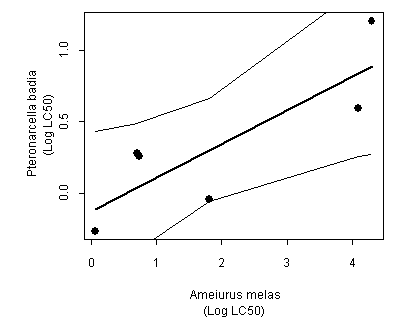 Pteronarcella badia
(Log LC50)
1.0
0.5
0.0
0 1 2 3 4
Ameiurus melas
(Log LC50)